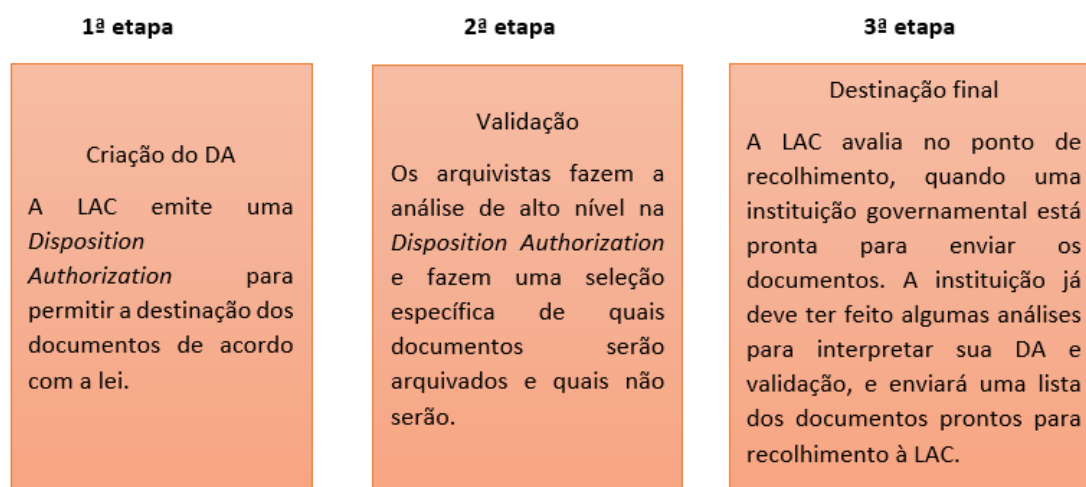 1ª etapa
2ª etapa
3ª etapa
Criação do DA
A LAC emite uma
Disposition
Authorization para
permitir a destinação dos
documentos de acordo
com a lei.
Validação
Os arquivistas fazem a
análise de alto nível na
Disposition Authorization
e fazem uma seleção
específica de quais
documentos serão
arquivados e quais não
serão.
Destinação final
A LAC avalia no ponto de
recolhimento, quando uma
instituição governamental está
pronta para enviar os
documentos. A instituição já
deve ter feito algumas análises
para interpretar sua DA e
validação, e enviará uma lista
dos documentos prontos para
recolhimento à LAC.